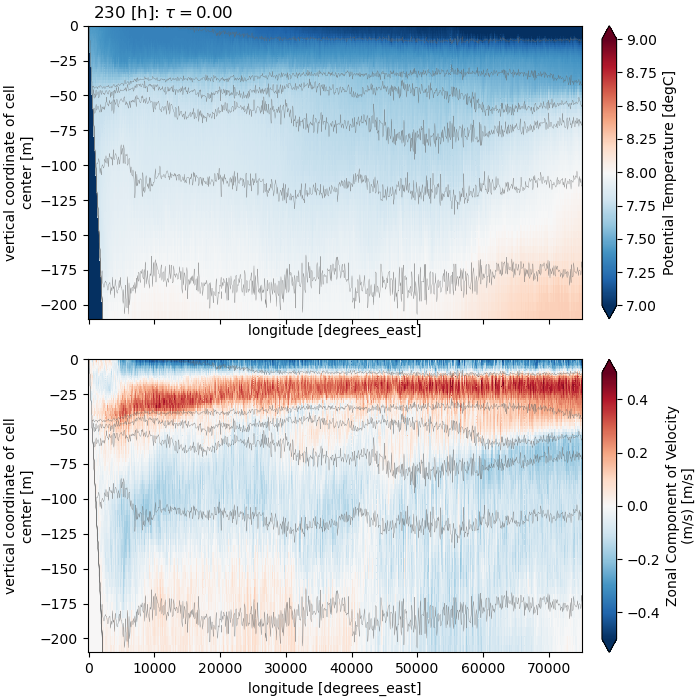 230 [h]: τ = 0.00
0
−25
−50
−75
−100
−125
−150
−175
−200
vertical coordinate of cell
center [m]
longitude [degrees_east]
9.00
8.75
8.50
8.25
8.00
7.75
7.50
7.25
7.00
Potential Temperature [degC]
0
−25
−50
−75
−100
−125
−150
−175
−200
vertical coordinate of cell
center [m]
0 10000 20000 30000 40000 50000 60000 70000
longitude [degrees_east]
0.4
0.2
0.0
−0.2
−0.4
Zonal Component of Velocity
(m/s) [m/s]